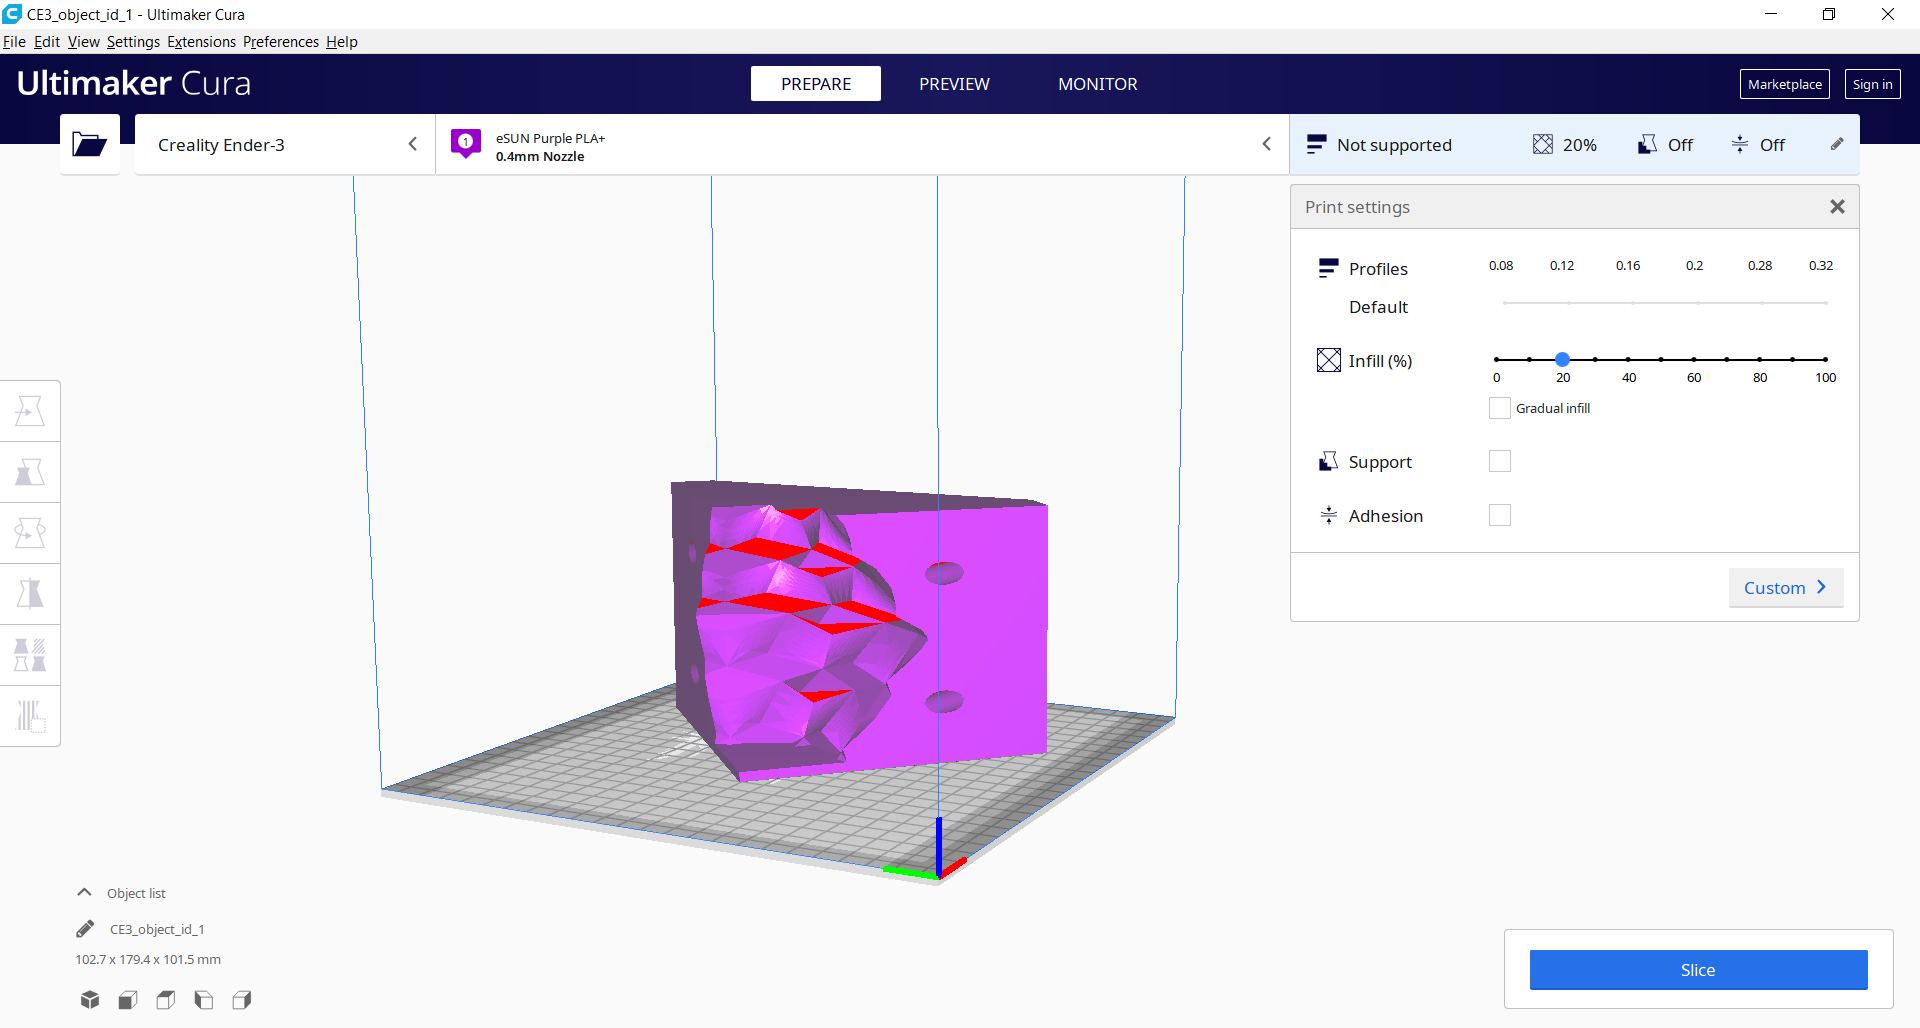 CE3_object_id_1 - Ultimaker Cura
File Edit View Settings Extensions Preferences Help
Ultimaker Cura
PREPARE
PREVIEW
MONITOR
Marketplace
Sign in
Creality Ender-3
1
eSUN Purple PLA+
0.4mm Nozzle
Not supported
20%
Off
Off
Print settings
Profiles
0.08 0.12 0.16 0.2 0.28 0.32
Default
Infill (%)
0 20 40 60 80 100
Gradual infill
Support
Adhesion
Custom
Object list
CE3_object_id_1
102.7 x 179.4 x 101.5 mm
Slice